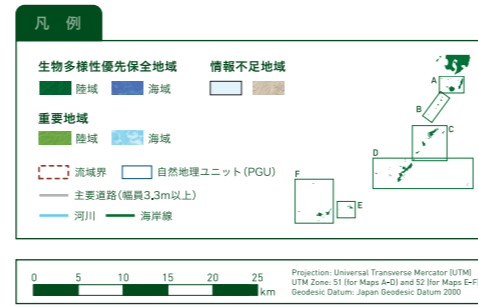 凡 例
生物多様性優先保全地域 情報不足地域
陸域 海域
重要地域
陸域 海域
流域界 自然地理ユニット(PGU)
主要道路(幅員3.3m以上)
河川 海岸線
A
B
C
D
F
E
0 5 10 15 20 25
km
Projection: Universal Transverse Mercator (UTM)
UTM Zone: 51 (for Maps A-D) and 52 (for Maps E-F)
Geodesic Datum: Japan Geodesic Datum 2000